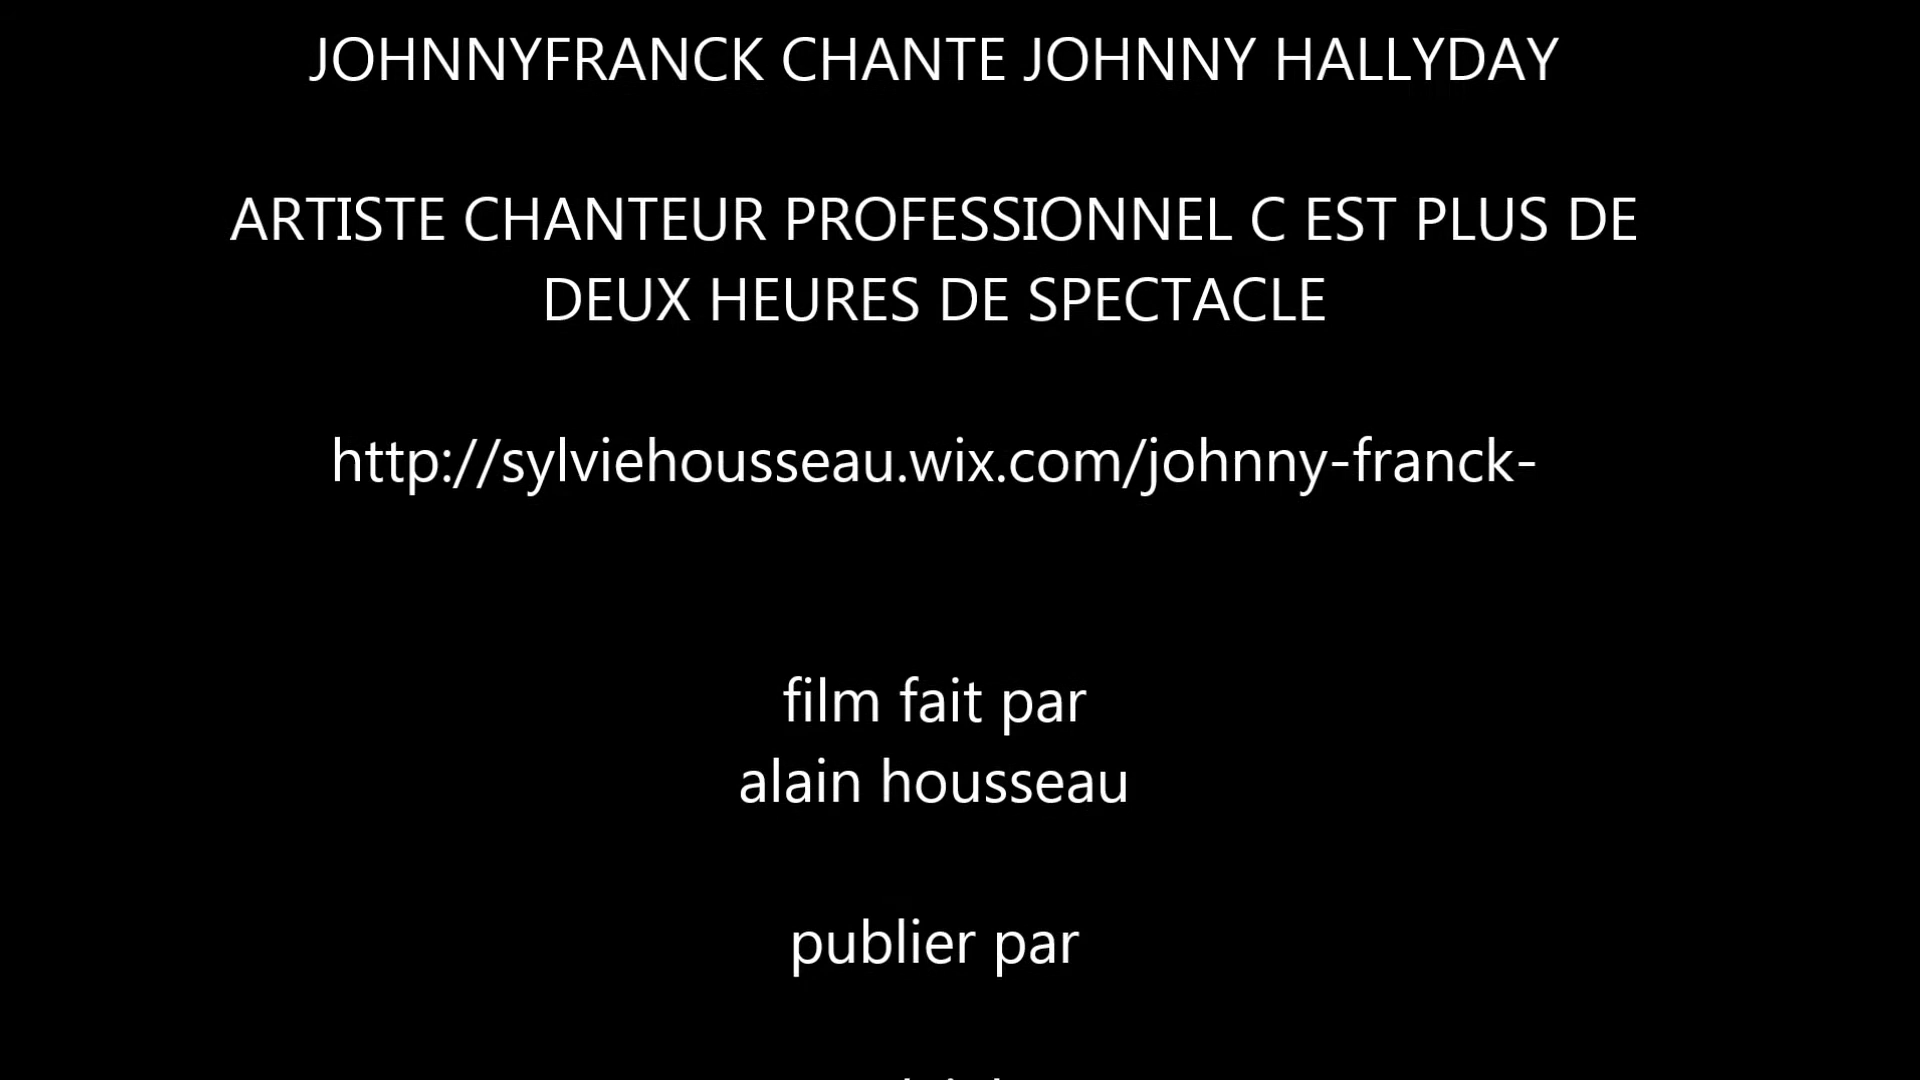 JOHNNYFRANCK CHANTE JOHNNY HALLYDAY
ARTISTE CHANTEUR PROFESSIONNEL C EST PLUS DE
DEUX HEURES DE SPECTACLE
http://sylviehousseau.wix.com/johnny-franck-
film fait par
alain housseau
publier par